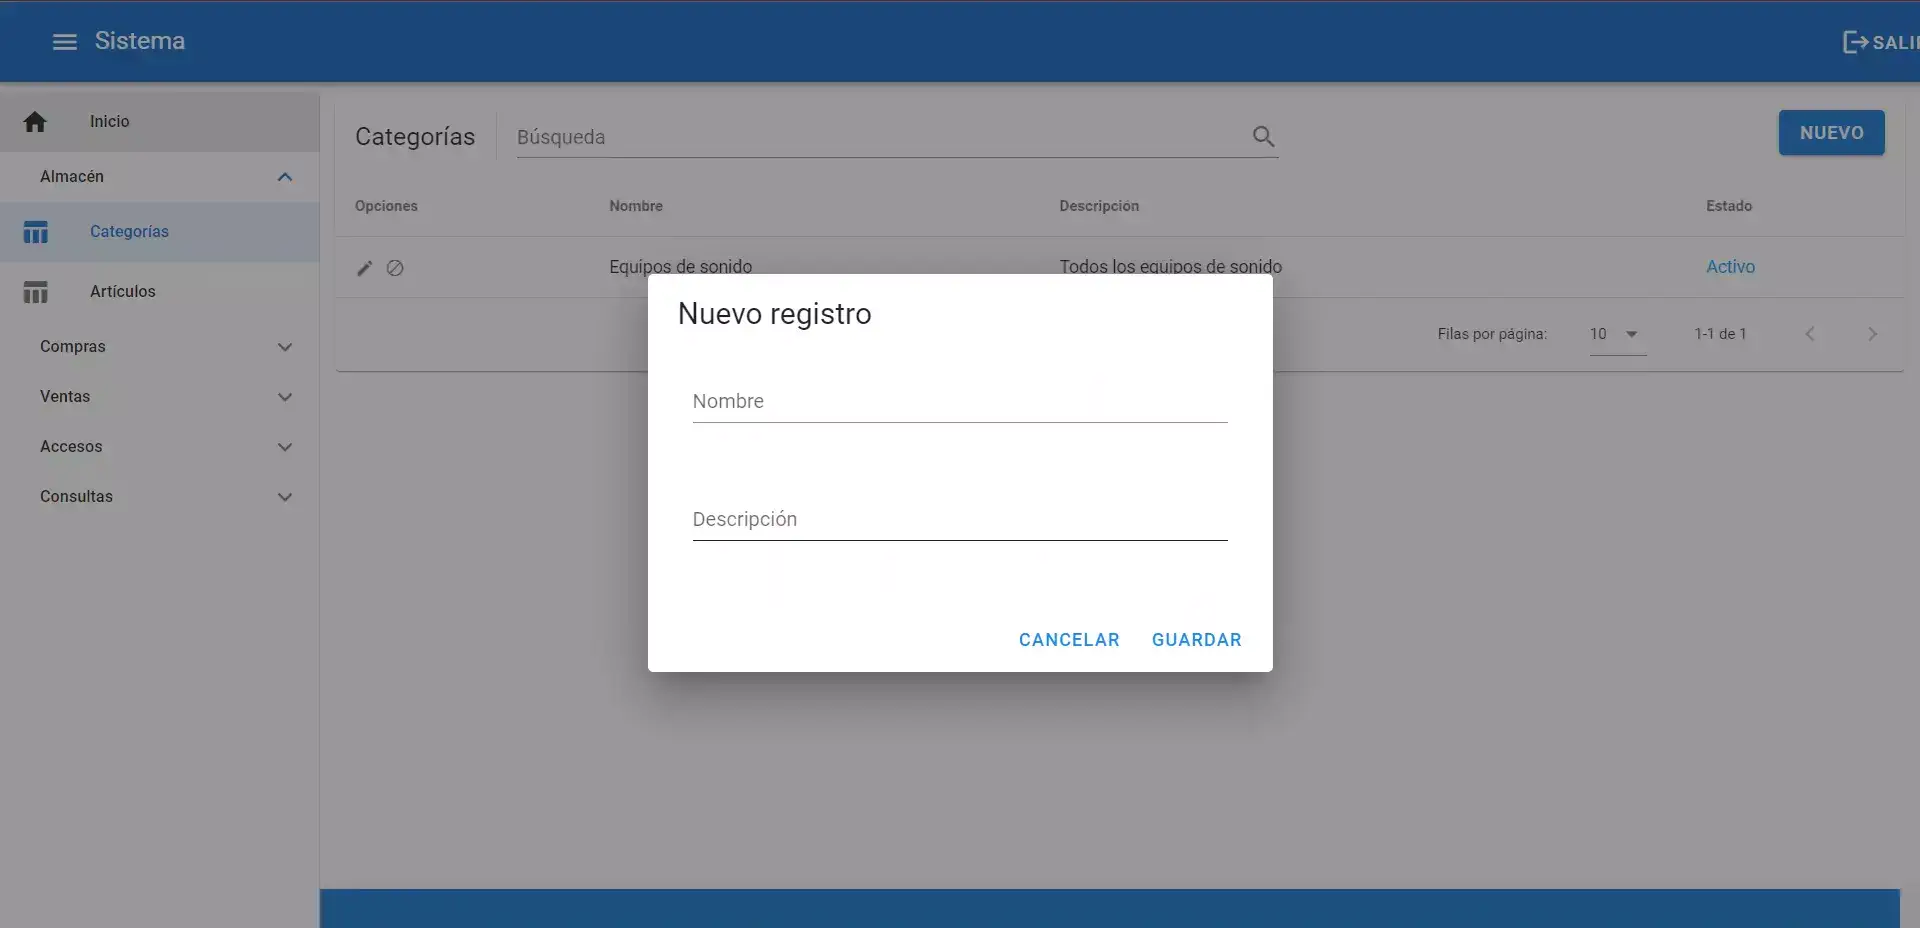 Sistema
Inicio
Almacén
Categorías
Artículos
Compras
Ventas
Accesos
Consultas
Categorías
Búsqueda
NUEVO
Opciones Nombre Descripción Estado
Equipos de sonido Todos los equipos de sonido Activo
Filas por página: 10 1-1 de 1
Nuevo registro
Nombre
Descripción
CANCELAR GUARDAR